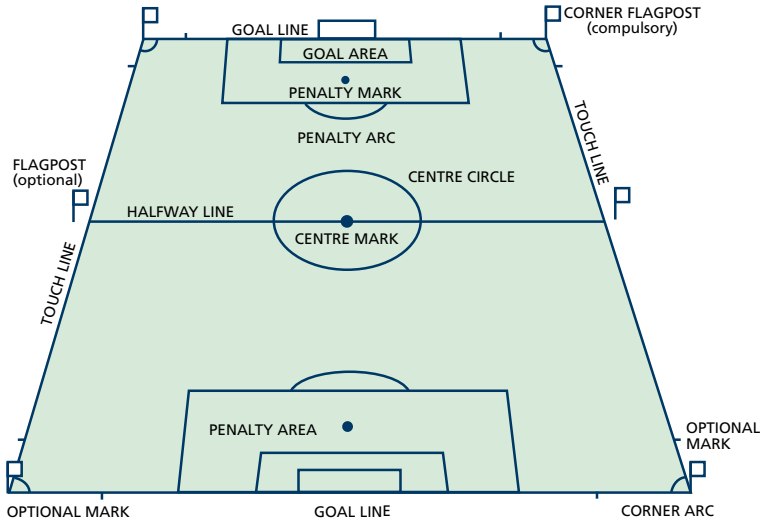 CORNER FLAGPOST
(compulsory)
GOAL LINE
GOAL AREA
PENALTY MARK
PENALTY ARC
TOUCH LINE
FLAGPOST
(optional)
CENTRE CIRCLE
HALFWAY LINE
CENTRE MARK
TOUCH LINE
PENALTY AREA
OPTIONAL
MARK
OPTIONAL MARK
GOAL LINE
CORNER ARC